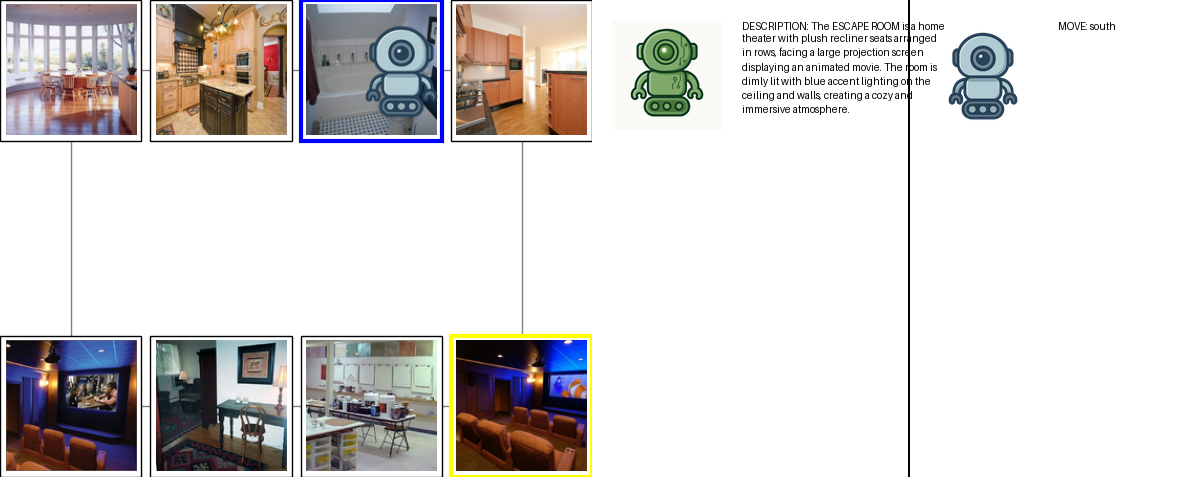 DESCRIPTION: The ESCAPE ROOM is a home
theater with plush recliner seats arranged
in rows, facing a large projection screen
displaying an animated movie. The room is
dimly lit with blue accent lighting on the
ceiling and walls, creating a cozy and
immersive atmosphere.
MOVE: south